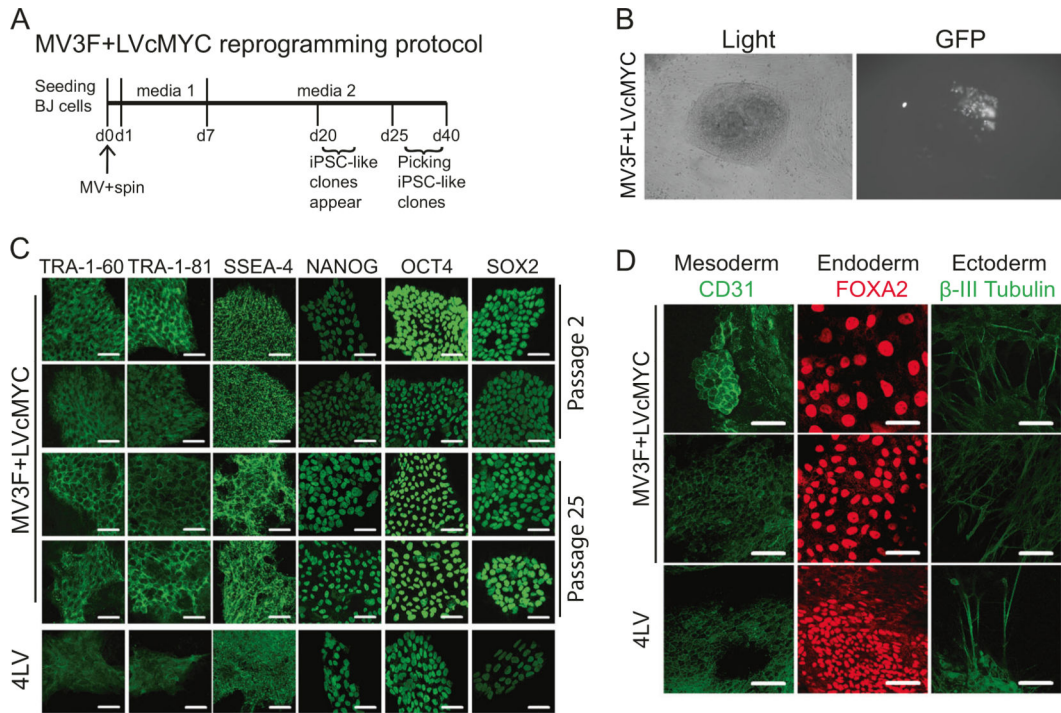 A
MV3F+LVcMYC reprogramming protocol
Seeding
BJ cells
media 1
media 2
d0 d1 d7 d20 d25 d40
MV+spin
iPSC-like
clones
appear
Picking
iPSC-like
clones
B
Light GFP
MV3F+LVcMYC
C
TRA-1-60 TRA-1-81 SSEA-4 NANOG OCT4 SOX2
MV3F+LVcMYC
4LV
Passage 2
Passage 25
D
Mesoderm Endoderm Ectoderm
CD31 FOXA2 β-III Tubulin
MV3F+LVcMYC
4LV